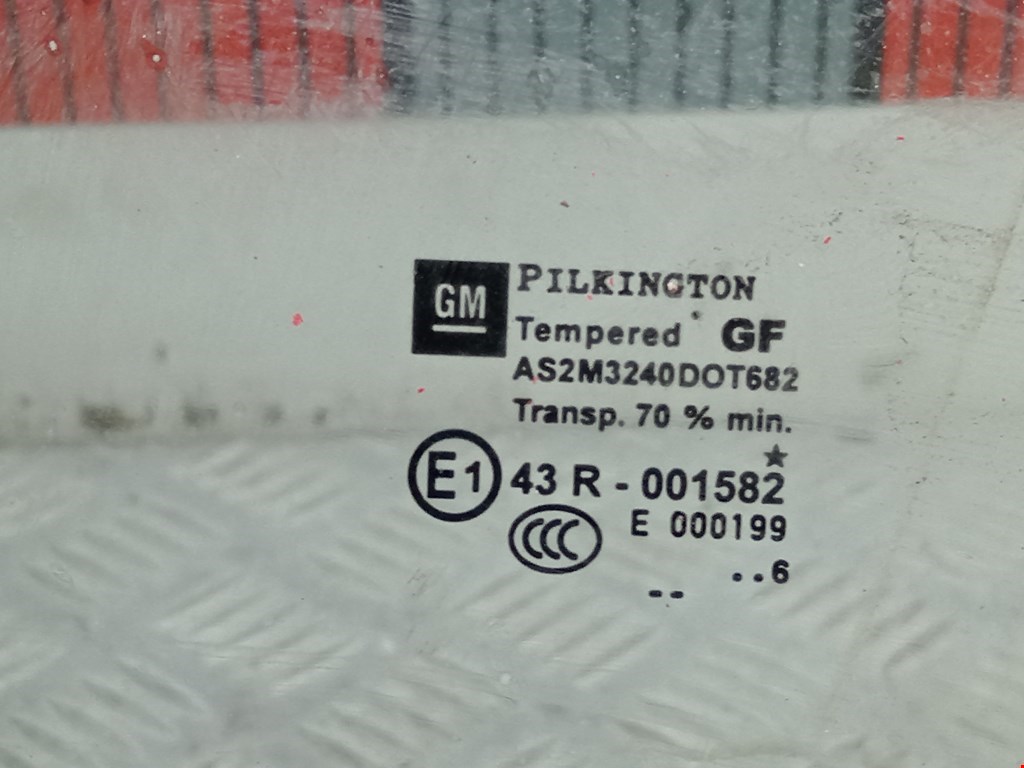 GM
PILKINGTON
Tempered GF
AS2M3240DOT682
Transp. 70 % min.
E1 43 R - 001582
CCC E 000199
..6
--